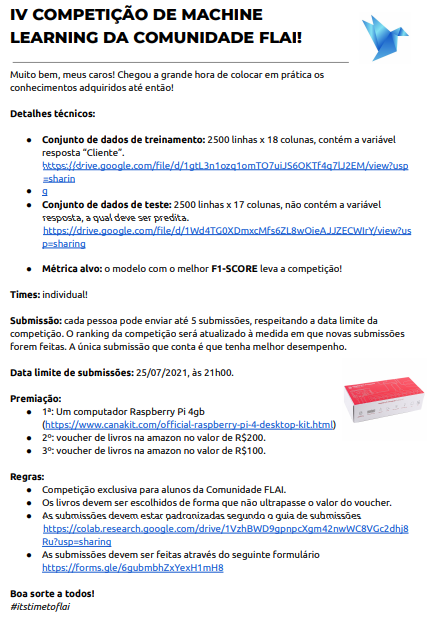 IV COMPETIÇÃO DE MACHINE
LEARNING DA COMUNIDADE FLAI!
Muito bem, meus caros! Chegou a grande hora de colocar em prática os
conhecimentos adquiridos até então!
Detalhes técnicos:
● Conjunto de dados de treinamento: 2500 linhas x 18 colunas, contém a variável
resposta "Cliente".
https://drive.google.com/file/d/1gtL3n1ozq1omTO7uiJS6OKTf4q7lJ2EM/view?usp
=sharin
● g
● Conjunto de dados de teste: 2500 linhas x 17 colunas, não contém a variável
resposta, a qual deve ser predita.
https://drive.google.com/file/d/1Wd4TG0XDmxcMfs6ZL8wOieAJJZECWIrY/view?us
p=sharing
● Métrica alvo: o modelo com o melhor F1-SCORE leva a competição!
Times: individual!
Submissão: cada pessoa pode enviar até 5 submissões, respeitando a data limite da
competição. O ranking da competição será atualizado à medida em que novas submissões
forem feitas. A única submissão que conta é que tenha melhor desempenho.
Data limite de submissões: 25/07/2021, às 21h00.
Premiação:
● 1ª: Um computador Raspberry Pi 4gb
(https://www.canakit.com/official-raspberry-pi-4-desktop-kit.html)
● 2º: voucher de livros na amazon no valor de R$200.
● 3º: voucher de livros na amazon no valor de R$100.
Regras:
● Competição exclusiva para alunos da Comunidade FLAI.
● Os livros devem ser escolhidos de forma que não ultrapasse o valor do voucher.
● As submissões devem estar padronizadas segundo a guia de submissões
https://colab.research.google.com/drive/1VzhBWD9gpnpcXgm42nwWC8VGc2dhj8
Ru?usp=sharing
● As submissões devem ser feitas através do seguinte formulário
https://forms.gle/6gubmbhZxYexH1mH8
Boa sorte a todos!
#itstimetoflai